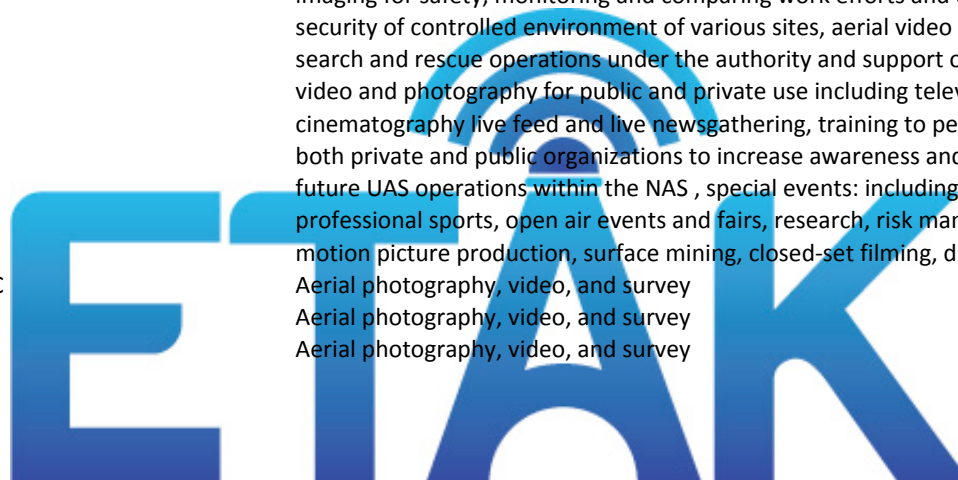 imaging for safety, monitoring and comparing work efforts and
security of controlled environment of various sites, aerial video
search and rescue operations under the authority and support
video and photography for public and private use including
cinematography live feed and live newsgathering, training to
both private and public organizations to increase awareness and
future UAS operations within the NAS , special events: including
professional sports, open air events and fairs, research, risk
motion picture production, surface mining, closed-set filming,
C Aerial photography, video, and survey
Aerial photography, video, and survey
Aerial photography, video, and survey
ETAK